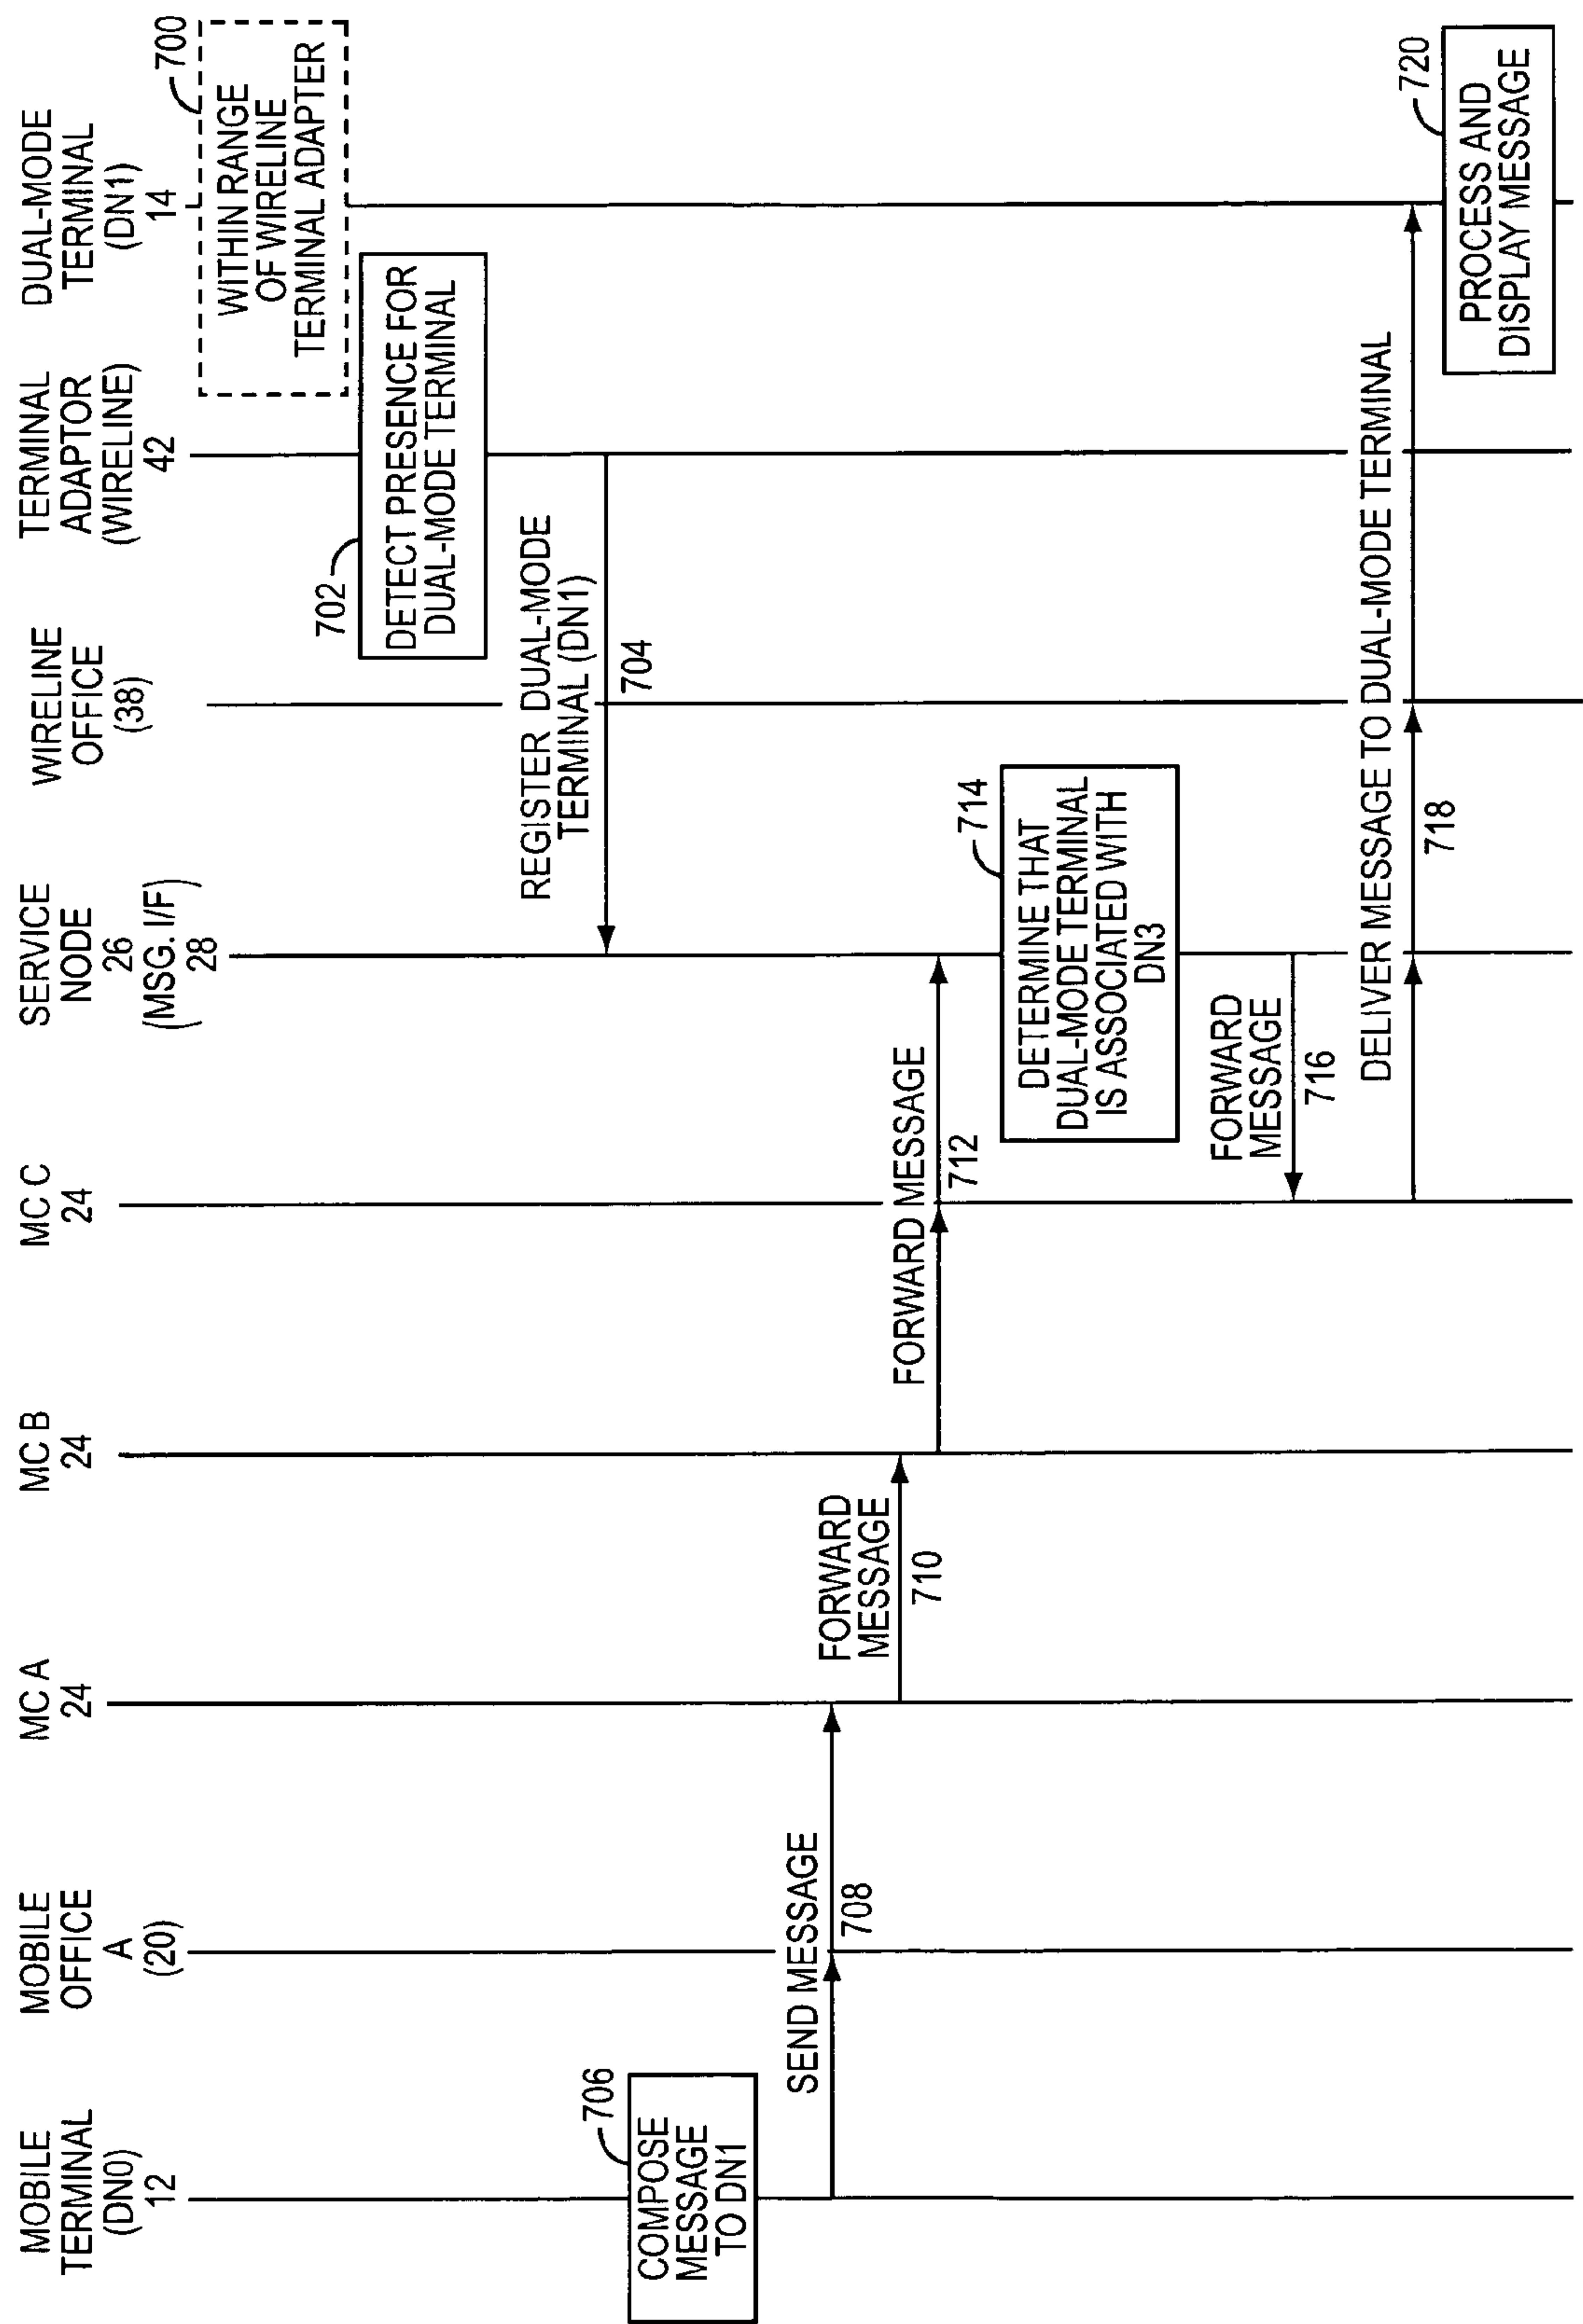 MOBILE
TERMINAL
(DN0)
12
MOBILE
OFFICE
A
(20)
MC A
24
MC B
24
MC C
24
SERVICE
NODE
26
(MSG. I/F)
28
WIRELINE
OFFICE
(38)
TERMINAL
ADAPTOR
(WIRELINE)
42
DUAL-MODE
TERMINAL
(DN1)
14
700
WITHIN RANGE
OF WIRELINE
TERMINAL ADAPTER
702
DETECT PRESENCE FOR
DUAL-MODE TERMINAL
REGISTER DUAL-MODE
TERMINAL (DN1)
704
706
COMPOSE
MESSAGE
TO DN1
SEND MESSAGE
708
FORWARD
MESSAGE
710
FORWARD MESSAGE
712
714
DETERMINE THAT
DUAL-MODE TERMINAL
IS ASSOCIATED WITH
DN3
FORWARD
MESSAGE
716
DELIVER MESSAGE TO DUAL-MODE TERMINAL
718
720
PROCESS AND
DISPLAY MESSAGE